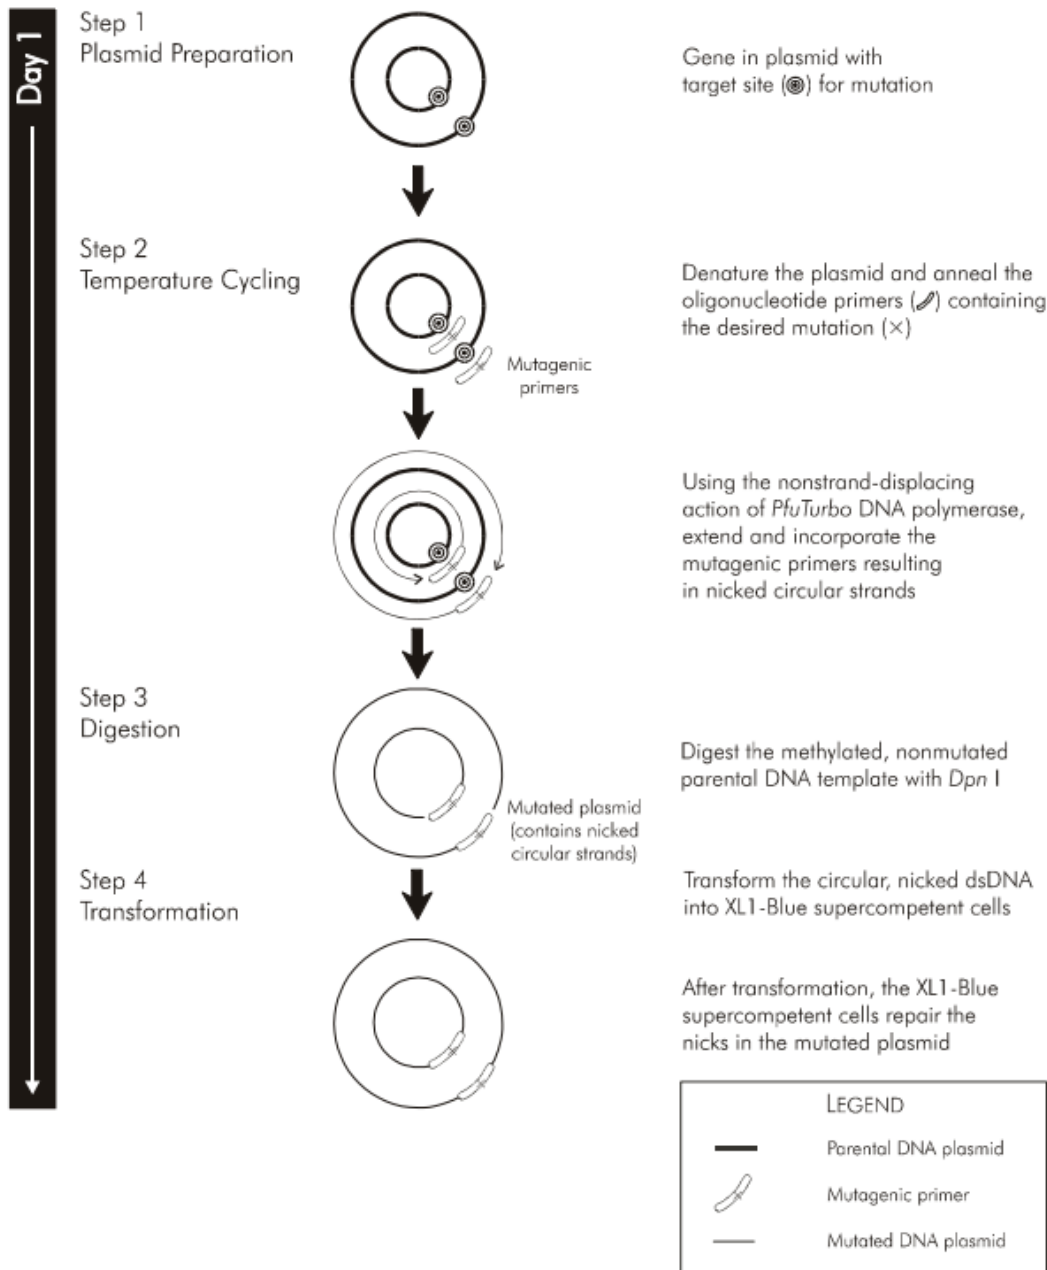 Day 1
Step 1
Plasmid Preparation
Gene in plasmid with
target site (◎) for mutation
Step 2
Temperature Cycling
Denature the plasmid and anneal the
oligonucleotide primers () containing
the desired mutation (×)
Mutagenic
primers
Using the nonstrand-displacing
action of PfuTurbo DNA polymerase,
extend and incorporate the
mutagenic primers resulting
in nicked circular strands
Step 3
Digestion
Digest the methylated, nonmutated
parental DNA template with Dpn I
Mutated plasmid
(contains nicked
circular strands)
Step 4
Transformation
Transform the circular, nicked dsDNA
into XL1-Blue supercompetent cells
After transformation, the XL1-Blue
supercompetent cells repair the
nicks in the mutated plasmid
LEGEND
Parental DNA plasmid
Mutagenic primer
Mutated DNA plasmid